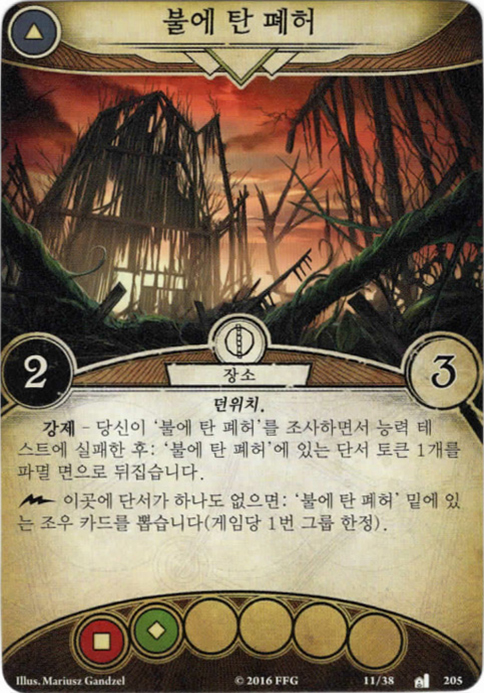 불에 탄 폐허
2
장소
3
던위치.
강제 – 당신이 ‘불에 탄 폐허’를 조사하면서 능력 테
스트에 실패한 후: ‘불에 탄 폐허’에 있는 단서 토큰 1개를
파멸 면으로 뒤집습니다.
이곳에 단서가 하나도 없으면: ‘불에 탄 폐허’ 밑에 있
는 조우 카드를 뽑습니다(게임당 1번 그룹 한정).
Illus. Mariusz Gandzel
© 2016 FFG
11/38
205